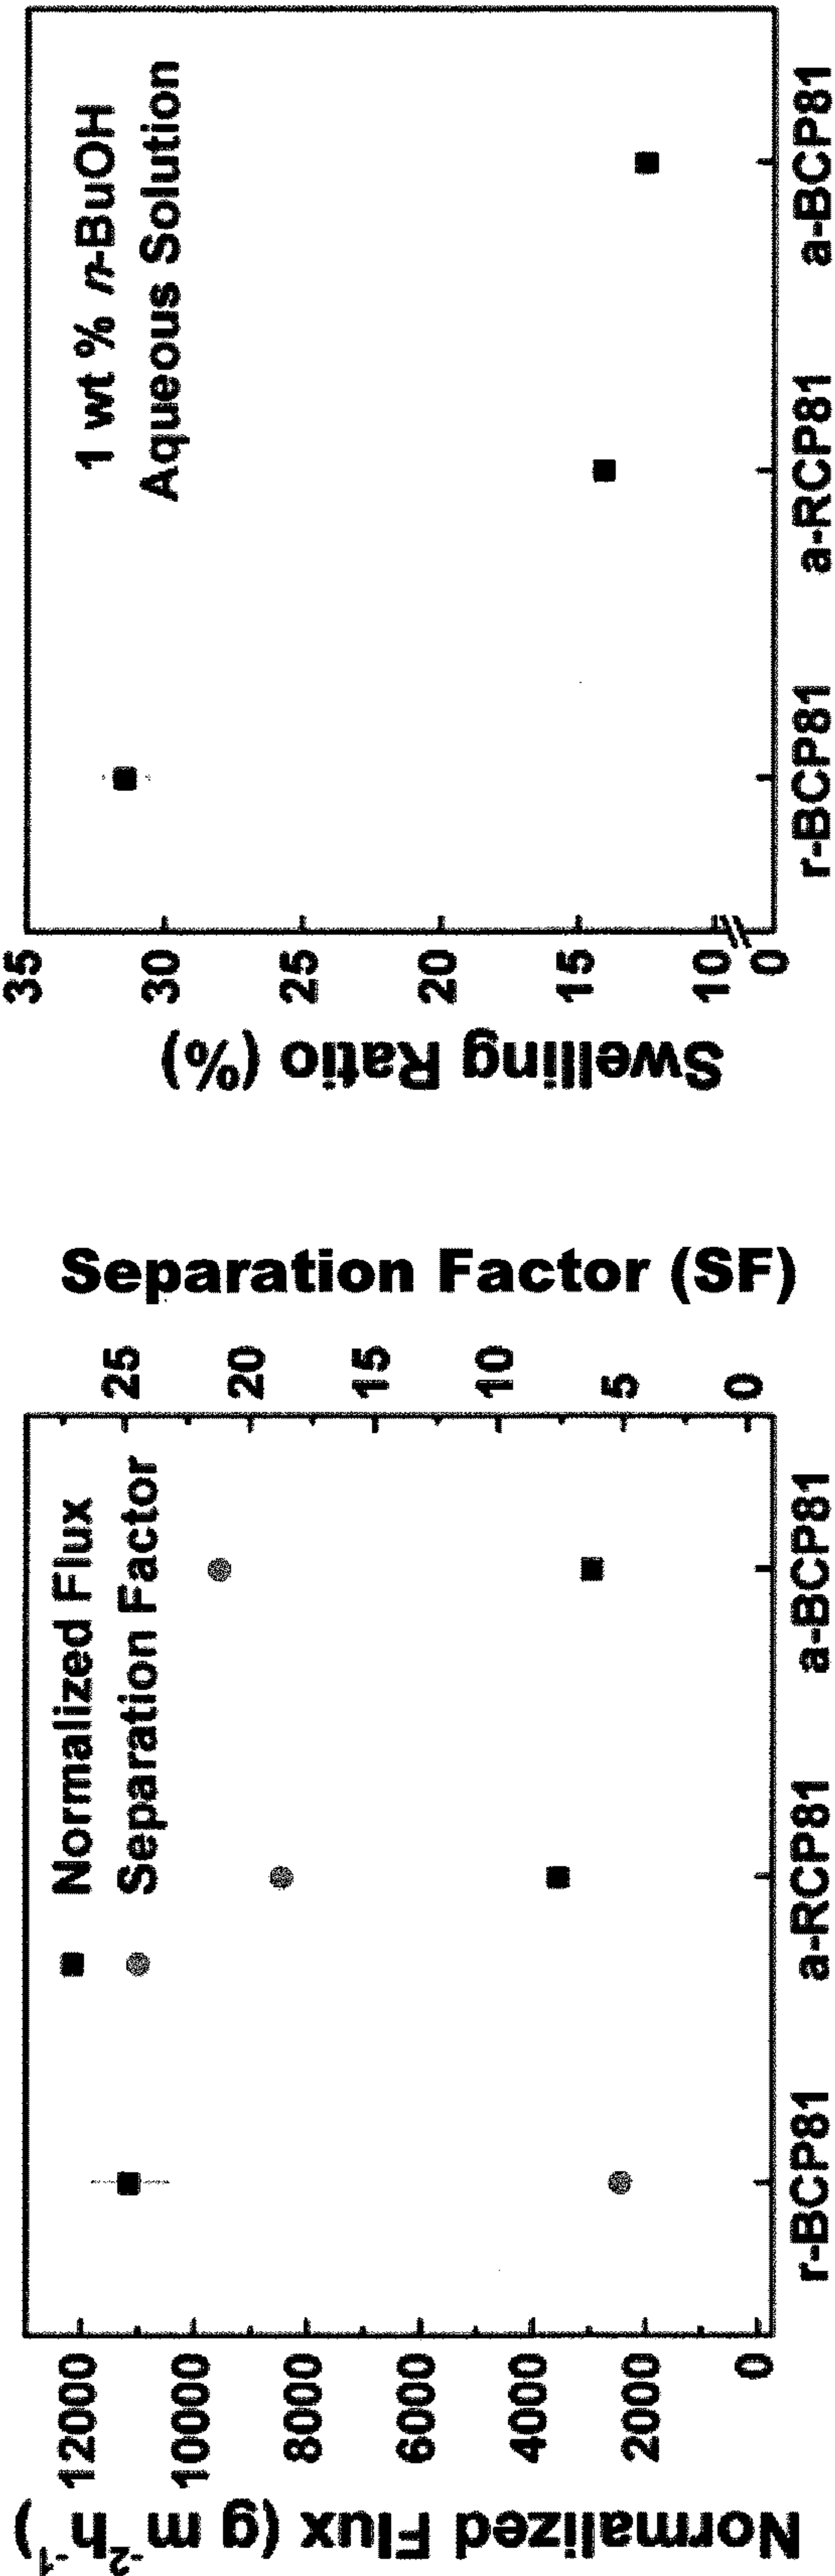 Normalized Flux (g m⁻²h⁻¹)
12000
10000
8000
6000
4000
2000
0
Normalized Flux
Separation Factor
r-BCP81
a-RCP81
a-BCP81
25
20
15
10
5
0
Separation Factor (SF)
Swelling Ratio (%)
35
30
25
20
15
10
0
1 wt % n-BuOH
Aqueous Solution
r-BCP81
a-RCP81
a-BCP81